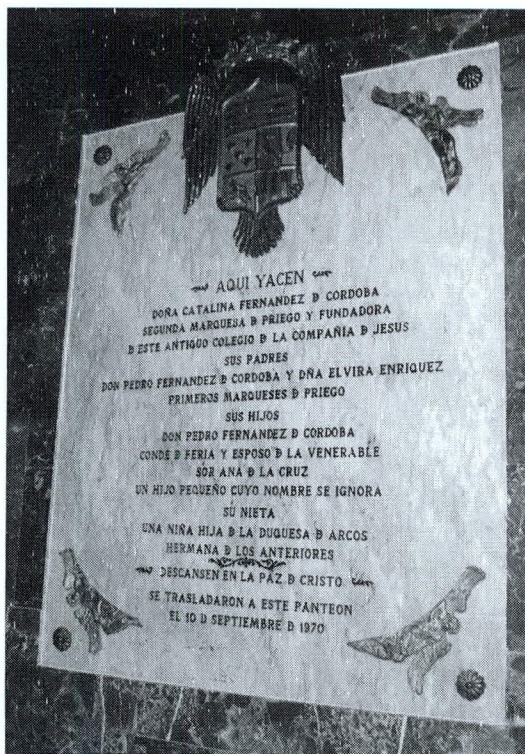 AQUI YACEN
DOÑA CATALINA FERNANDEZ Đ CORDOBA
SEGUNDA MARQUESA Đ PRIEGO Y FUNDADORA
Đ ESTE ANTIGUO COLEGIO Đ LA COMPAÑIA Đ JESUS
SUS PADRES
DON PEDRO FERNANDEZ Đ CORDOBA Y DÑA ELVIRA ENRIQUEZ
PRIMEROS MARQUESES Đ PRIEGO
SUS HIJOS
DON PEDRO FERNANDEZ Đ CORDOBA
CONDE Đ FERIA Y ESPOSO Đ LA VENERABLE
SOR ANA Đ LA CRUZ
UN HIJO PEQUEÑO CUYO NOMBRE SE IGNORA
SU NIETA
UNA NIÑA HIJA Đ LA DUQUESA Đ ARCOS
HERMANA Đ LOS ANTERIORES
DESCANSEN EN LA PAZ Đ CRISTO
SE TRASLADARON A ESTE PANTEON
EL 10 Đ SEPTIEMBRE Đ 1970